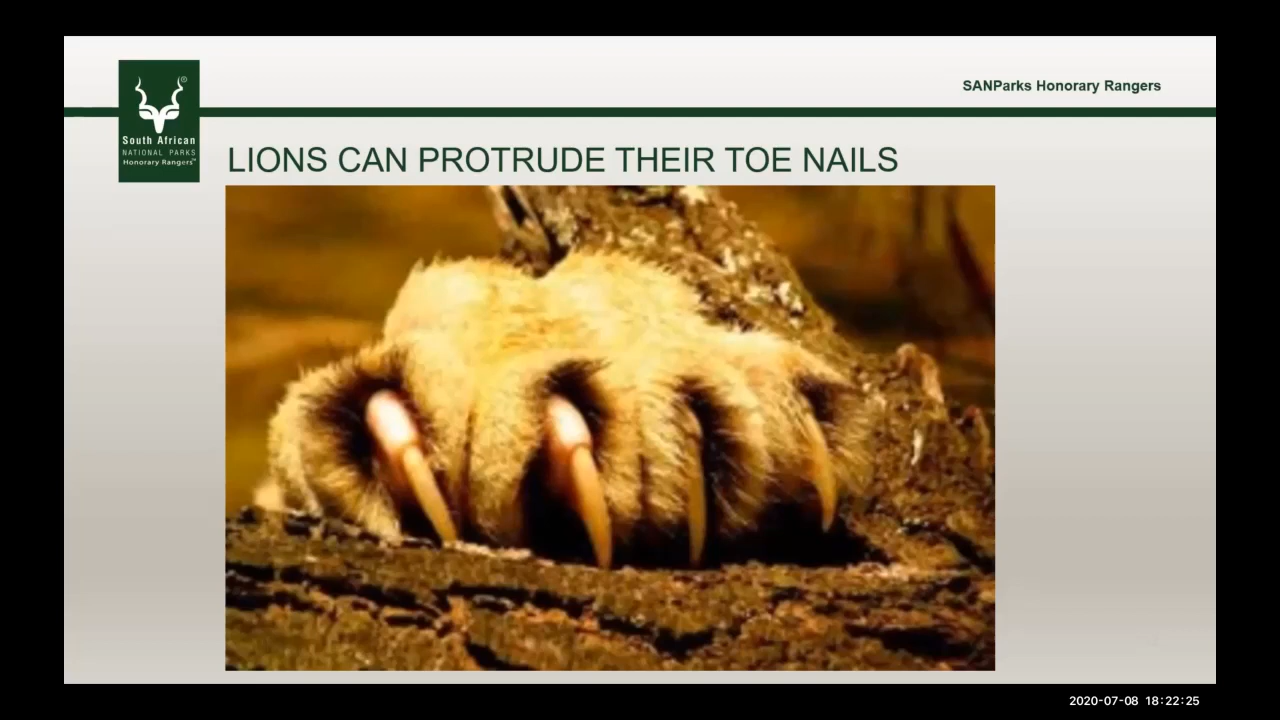 SANParks Honorary Rangers
South African
NATIONAL PARKS
Honorary Rangers™
LIONS CAN PROTRUDE THEIR TOE NAILS
2020-07-08 18:22:25